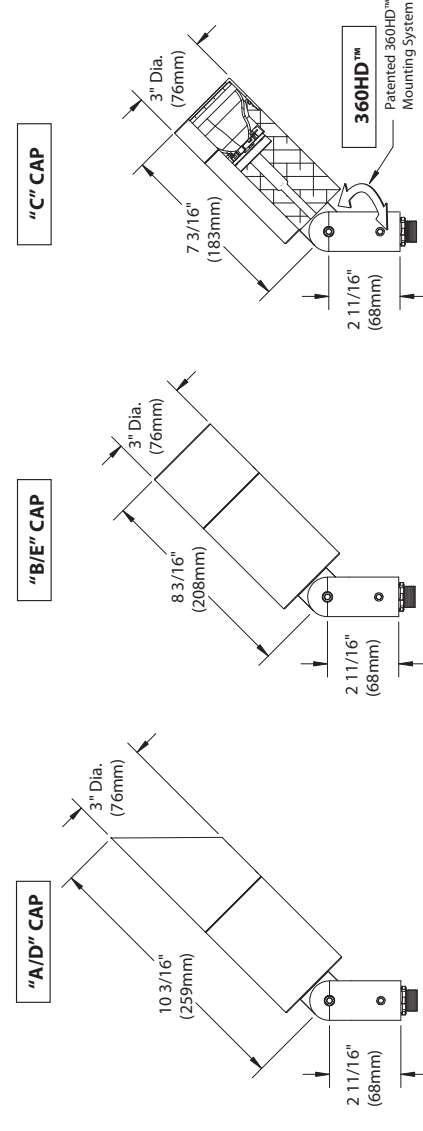 "A/D" CAP
3" Dia.
(76mm)
10 3/16"
(259mm)
2 11/16"
(68mm)
"B/E" CAP
3" Dia.
(76mm)
8 3/16"
(208mm)
2 11/16"
(68mm)
"C" CAP
3" Dia.
(76mm)
7 3/16"
(183mm)
2 11/16"
(68mm)
360HD™
Patented 360HD™
Mounting System